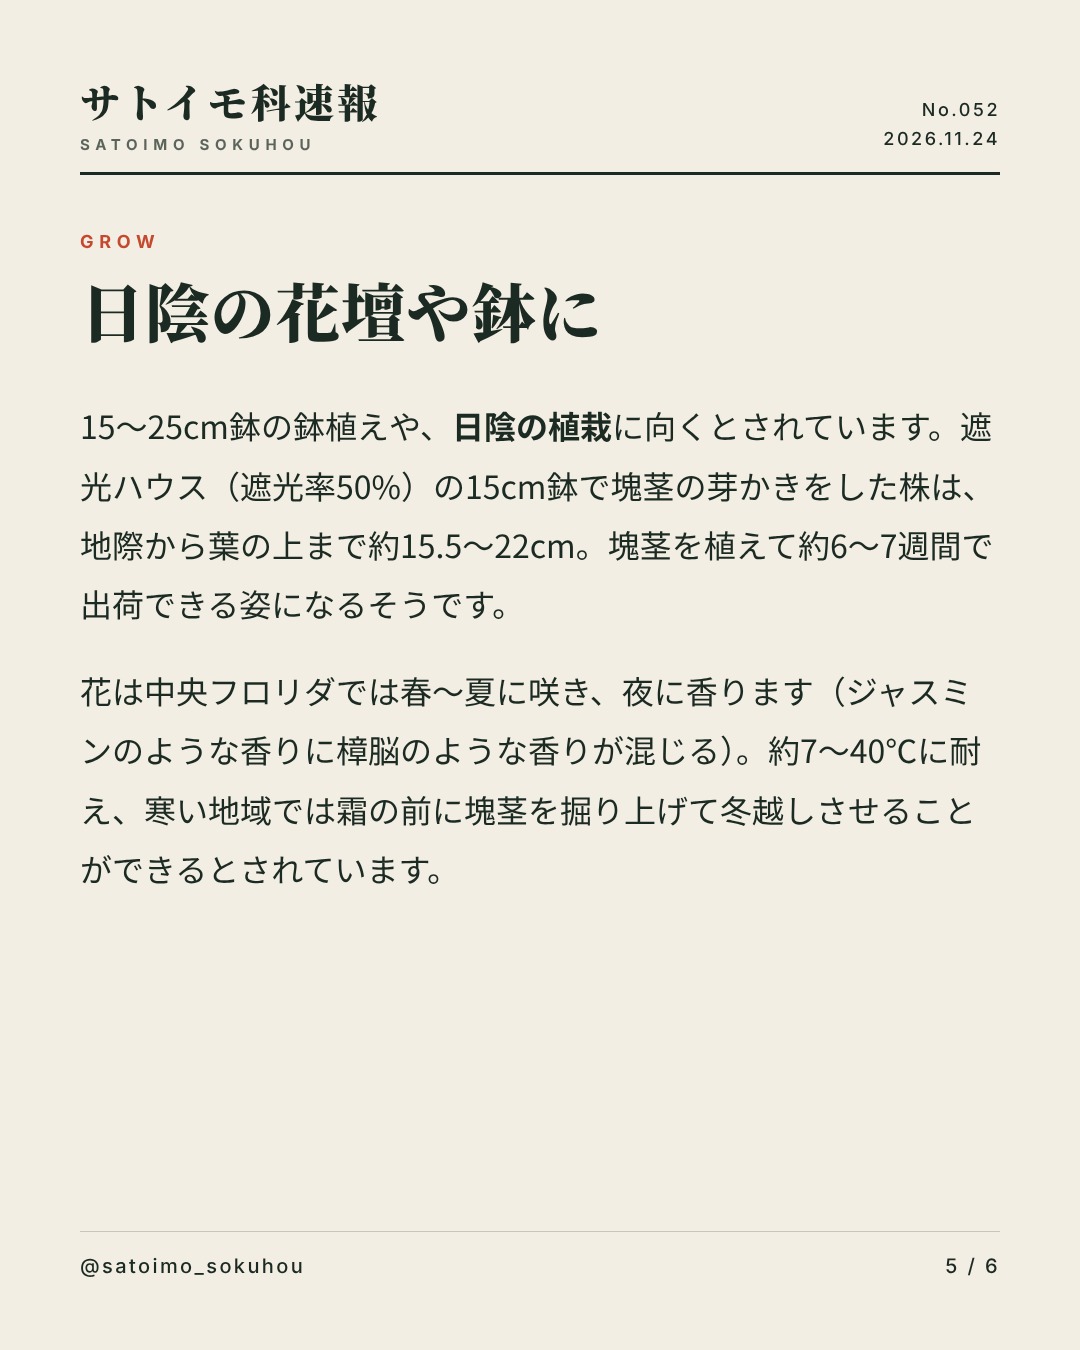 サトイモ科速報
SATOIMO SOKUHOU
No.052
2026.11.24
GROW
日陰の花壇や鉢に
15〜25cm鉢の鉢植えや、日陰の植栽に向くとされています。遮
光ハウス（遮光率50%）の15cm鉢で塊茎の芽かきをした株は、
地際から葉の上まで約15.5〜22cm。塊茎を植えて約6〜7週間で
出荷できる姿になるそうです。
花は中央フロリダでは春〜夏に咲き、夜に香ります（ジャスミ
ンのような香りに樟脳のような香りが混じる）。約7〜40℃に耐
え、寒い地域では霜の前に塊茎を掘り上げて冬越しさせること
ができるとされています。
@satoimo_sokuhou
5 / 6